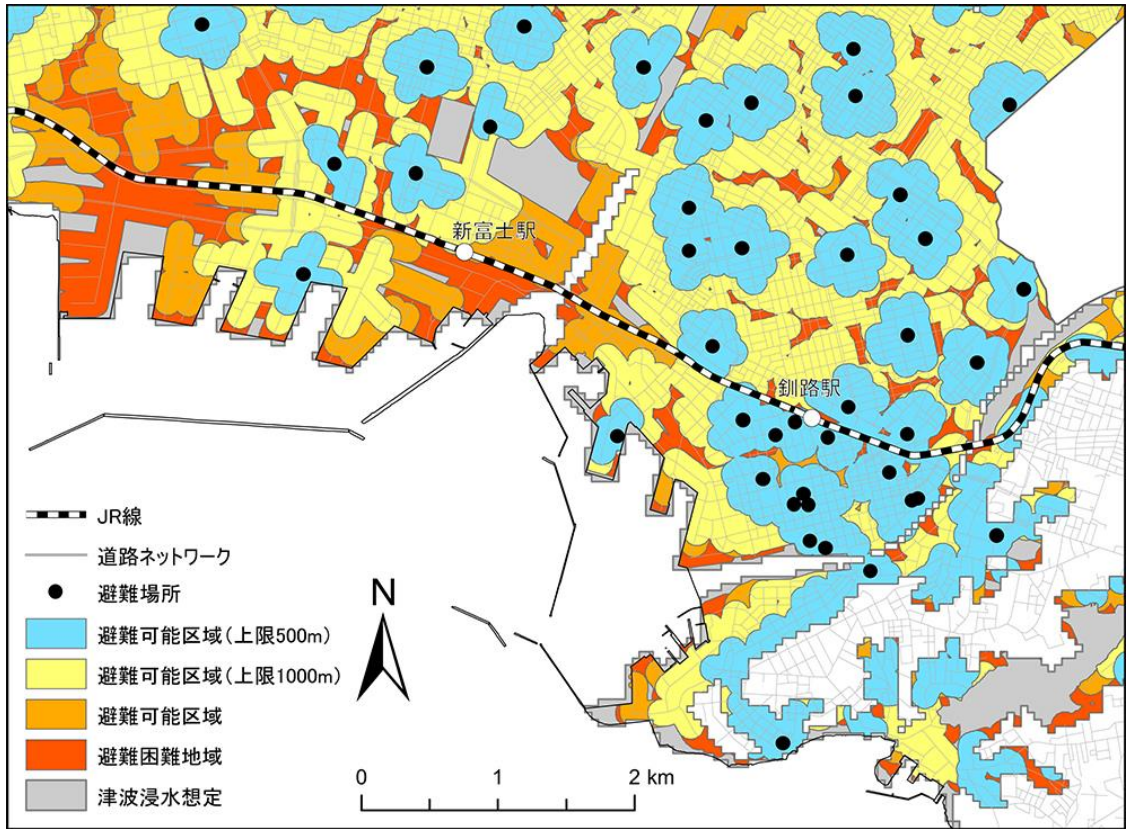 新富士駅
釧路駅
JR線
道路ネットワーク
避難場所
避難可能区域(上限500m)
避難可能区域(上限1000m)
避難可能区域
避難困難地域
津波浸水想定
N
0 1 2 km